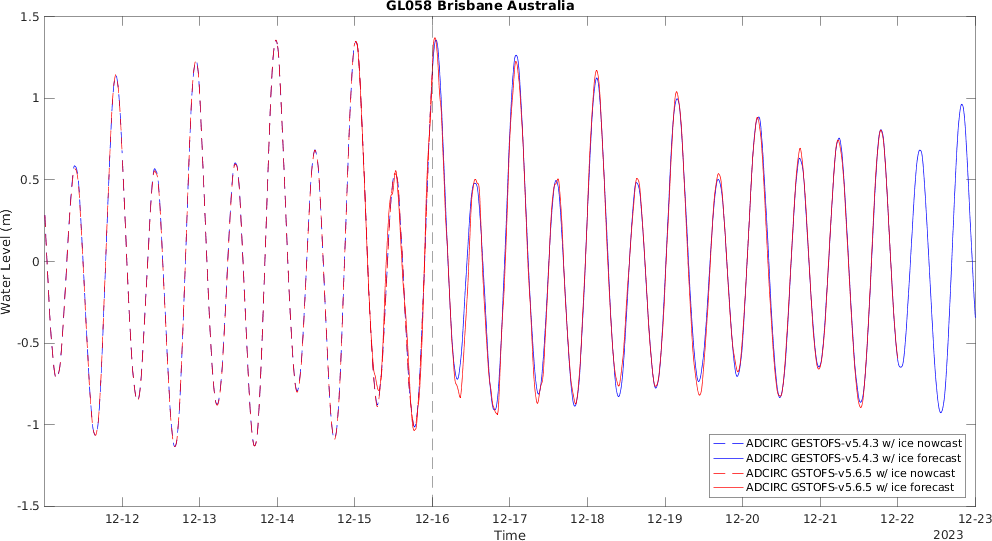 GL058 Brisbane Australia
Water Level (m)
1.5
1
0.5
0
-0.5
-1
-1.5
12-12 12-13 12-14 12-15 12-16 12-17 12-18 12-19 12-20 12-21 12-22 12-23
Time
2023
ADCIRC GESTOFS-v5.4.3 w/ ice nowcast
ADCIRC GESTOFS-v5.4.3 w/ ice forecast
ADCIRC GSTOFS-v5.6.5 w/ ice nowcast
ADCIRC GSTOFS-v5.6.5 w/ ice forecast